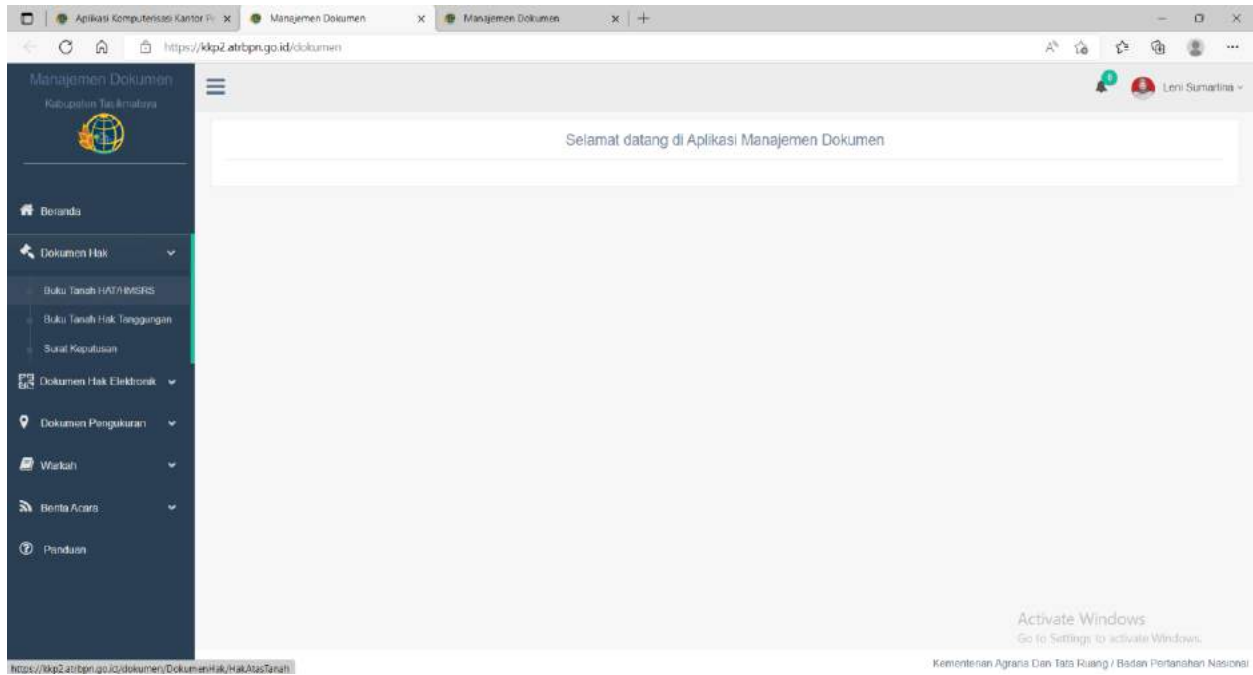 Aplikasi Komputerisasi Kantor P
Manajemen Dokumen
Manajemen Dokumen
https://kkp2.atrbpn.go.id/dokumen
Manajemen Dokumen
Kabupaten Tasikmalaya
0
Leni Sumartina
Selamat datang di Aplikasi Manajemen Dokumen
Beranda
Dokumen Hak
Buku Tanah HAT/HMSRS
Buku Tanah Hak Tanggungan
Surat Keputusan
Dokumen Hak Elektronik
Dokumen Pengukuran
Warkah
Berita Acara
Panduan
Activate Windows
Go to Settings to activate Windows.
https://kkp2.atrbpn.go.id/dokumen/DokumenHak/HakAtasTanah
Kementerian Agraria Dan Tata Ruang / Badan Pertanahan Nasional